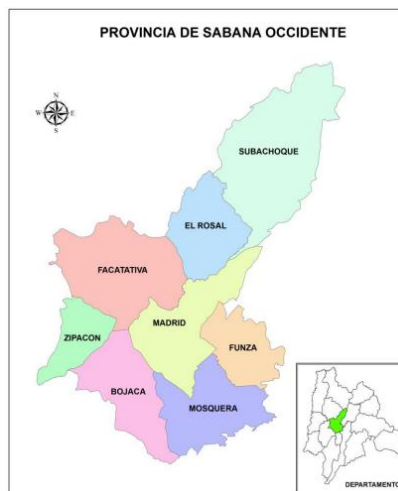 PROVINCIA DE SABANA OCCIDENTE
N
W E
S
SUBACHOQUE
EL ROSAL
FACATATIVA
MADRID
ZIPACON
FUNZA
BOJACA
MOSQUERA
DEPARTAMENTO